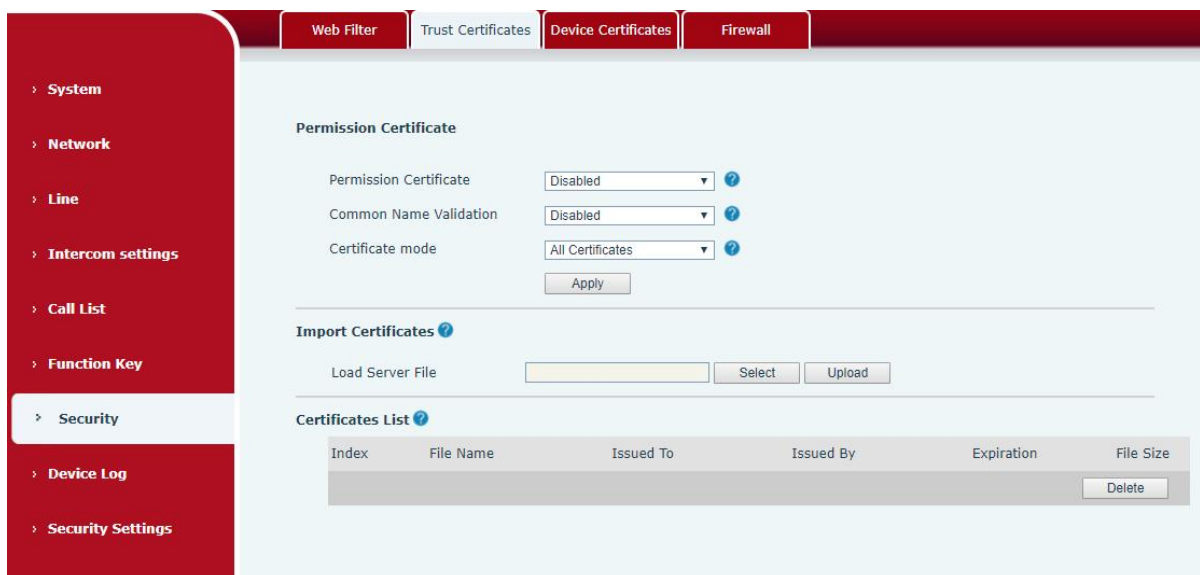 Web Filter
Trust Certificates
Device Certificates
Firewall
System
Network
Line
Intercom settings
Call List
Function Key
Security
Device Log
Security Settings
Permission Certificate
Permission Certificate Disabled
Common Name Validation Disabled
Certificate mode All Certificates
Apply
Import Certificates
Load Server File Select Upload
Certificates List
Index File Name Issued To Issued By Expiration File Size
Delete